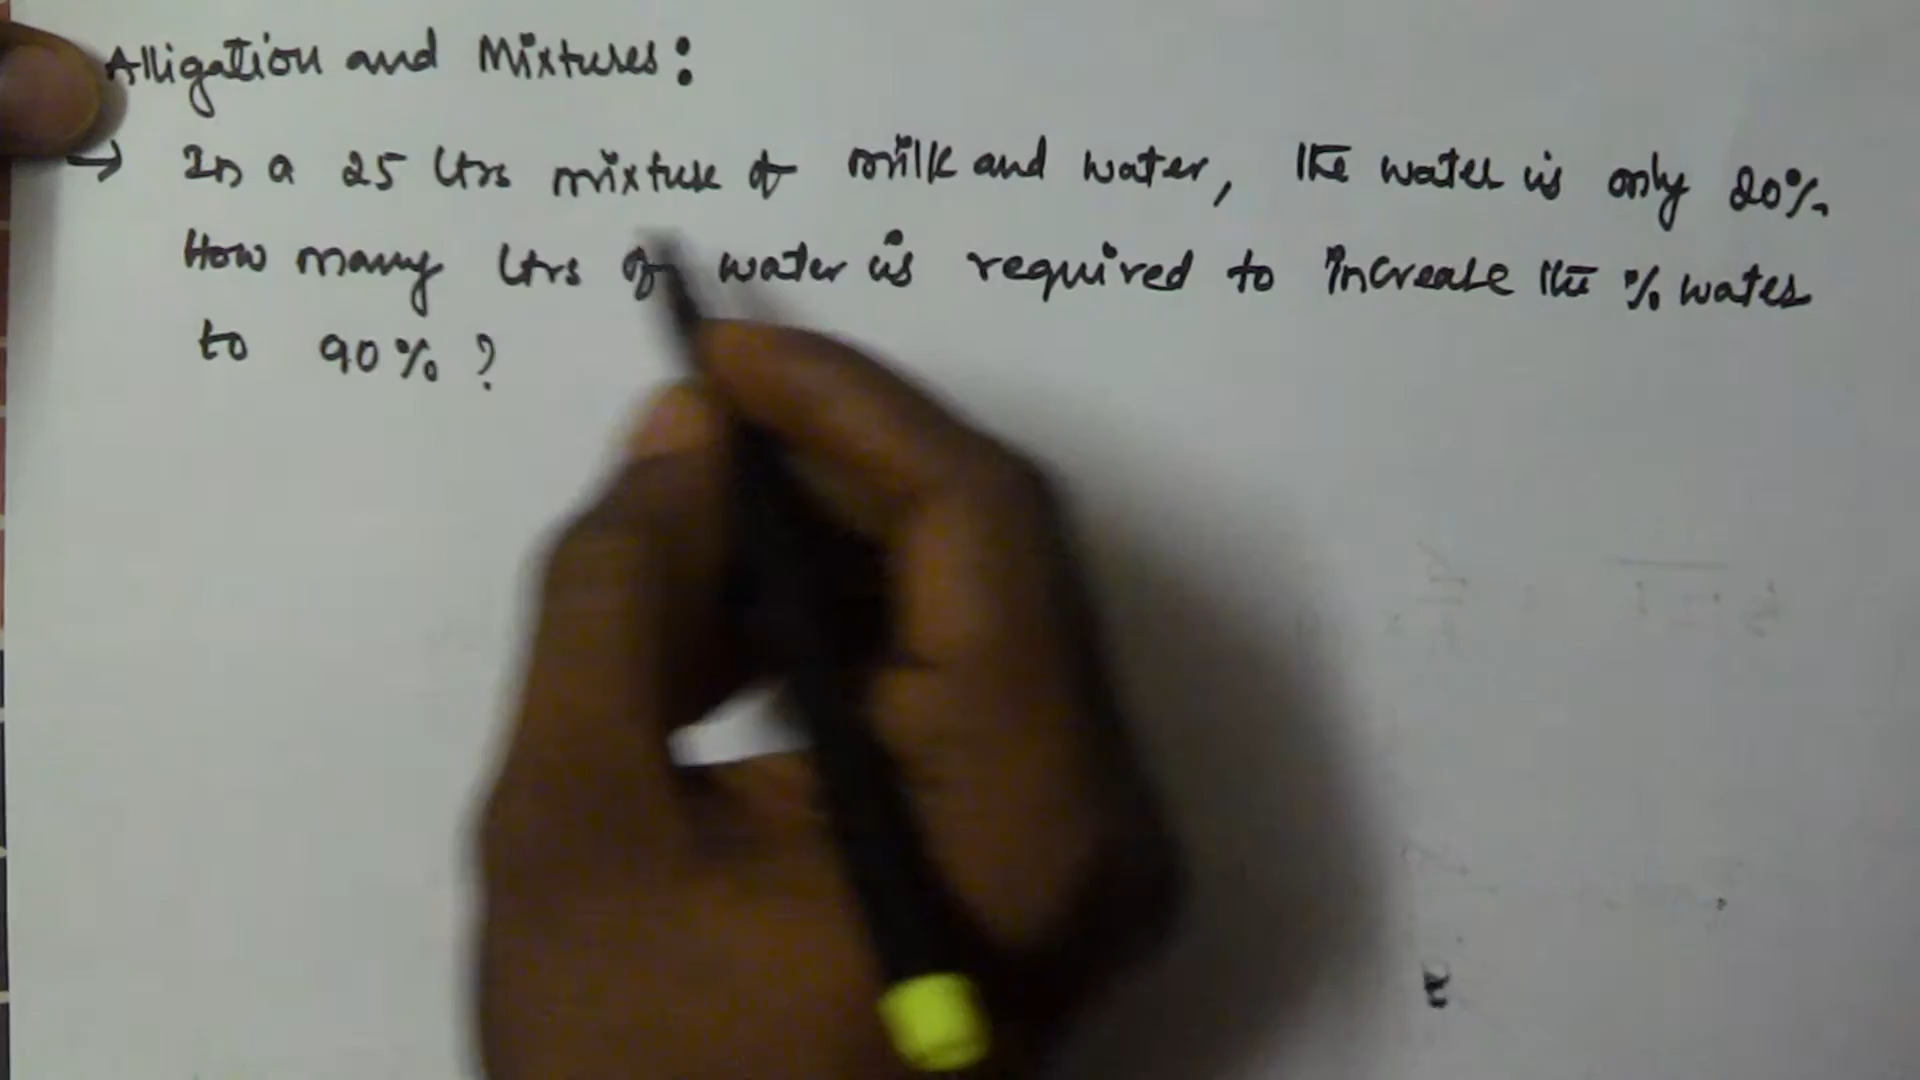 Alligation and Mixtures:
→ In a 25 ltrs mixture of milk and water, the water is only 20%.
How many ltrs of water is required to increase the % water
to 90% ?